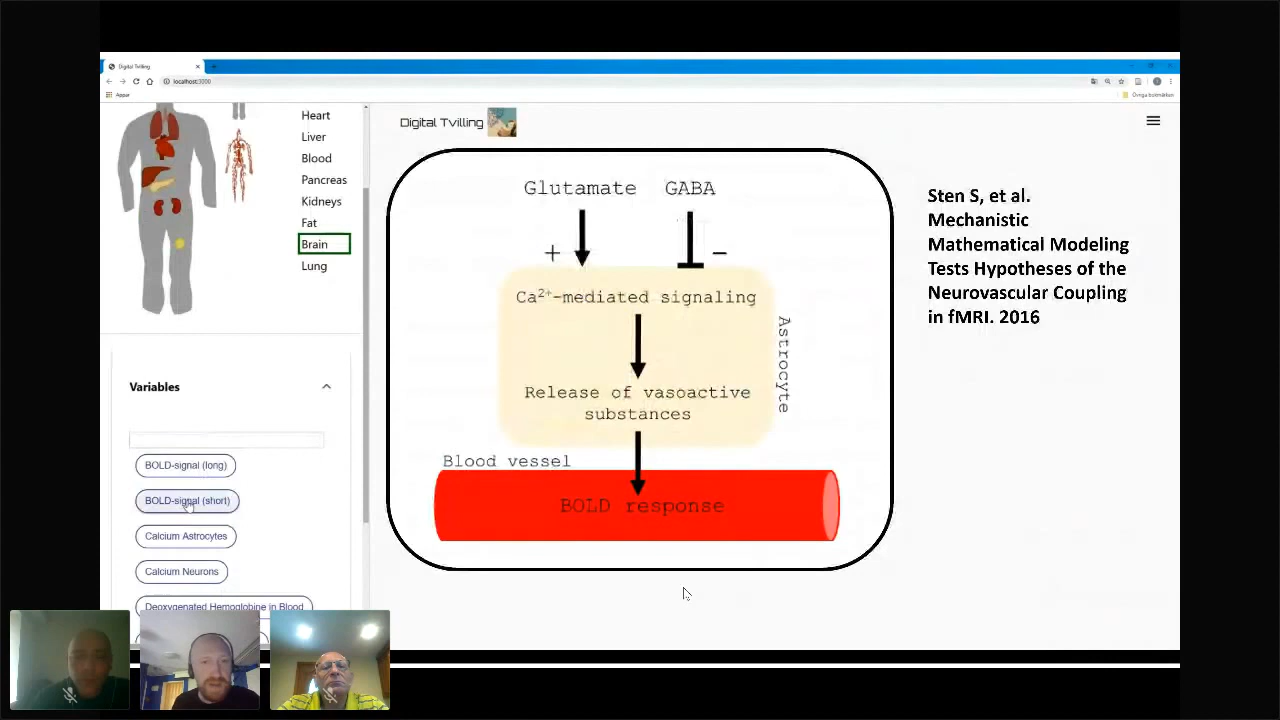 Digital Tvilling
localhost:3000
Appar
Övriga bokmärken
Heart
Liver
Blood
Pancreas
Kidneys
Fat
Brain
Lung
Variables
BOLD-signal (long)
BOLD-signal (short)
Calcium Astrocytes
Calcium Neurons
Deoxygenated Hemoglobine in Blood
Digital Tvilling
Glutamate GABA
+ −
Ca²⁺-mediated signaling
Release of vasoactive
substances
Astrocyte
Blood vessel
BOLD response
Sten S, et al.
Mechanistic
Mathematical Modeling
Tests Hypotheses of the
Neurovascular Coupling
in fMRI. 2016